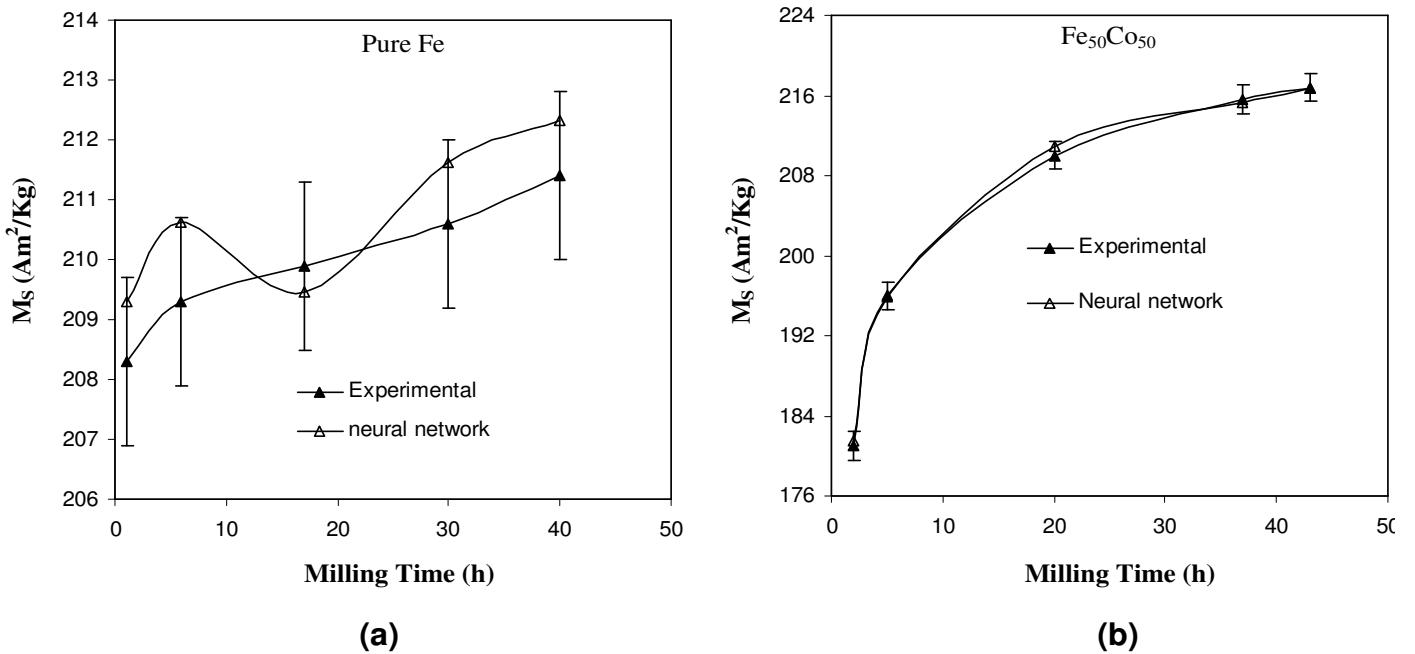 Pure Fe
214
213
212
211
210
209
208
207
206
0 10 20 30 40 50
Ms (Am²/Kg)
Milling Time (h)
Experimental
neural network
(a)
Fe₅₀Co₅₀
224
216
208
200
192
184
176
0 10 20 30 40 50
Ms (Am²/Kg)
Milling Time (h)
Experimental
Neural network
(b)